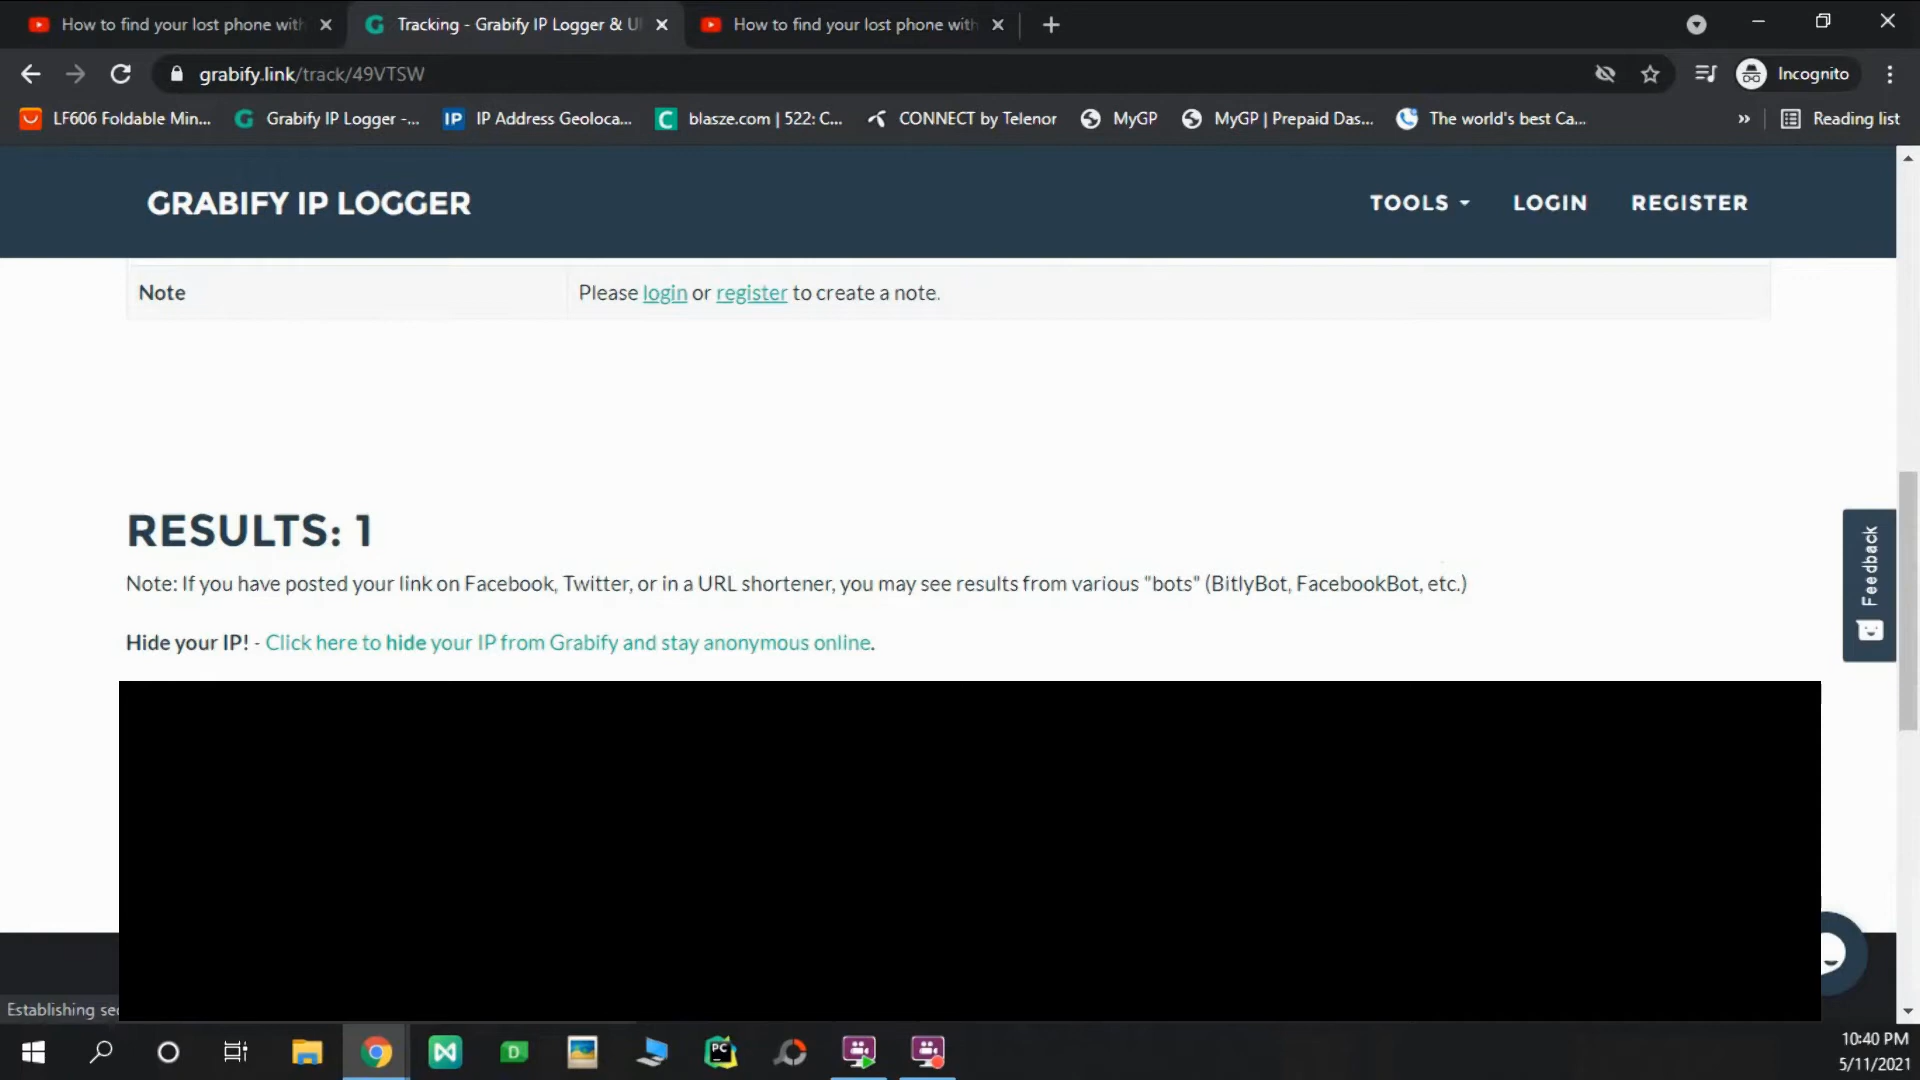 How to find your lost phone with
Tracking - Grabify IP Logger & U
How to find your lost phone with
grabify.link/track/49VTSW
Incognito
LF606 Foldable Min...
Grabify IP Logger -...
IP
IP Address Geoloca...
C
blasze.com | 522: C...
CONNECT by Telenor
MyGP
MyGP | Prepaid Das...
The world's best Ca...
»
Reading list
GRABIFY IP LOGGER
TOOLS
LOGIN
REGISTER
Note
Please login or register to create a note.
RESULTS: 1
Note: If you have posted your link on Facebook, Twitter, or in a URL shortener, you may see results from various "bots" (BitlyBot, FacebookBot, etc.)
Feedback
Hide your IP! - Click here to hide your IP from Grabify and stay anonymous online.
Establishing sec
D
PC
10:40 PM
5/11/2021